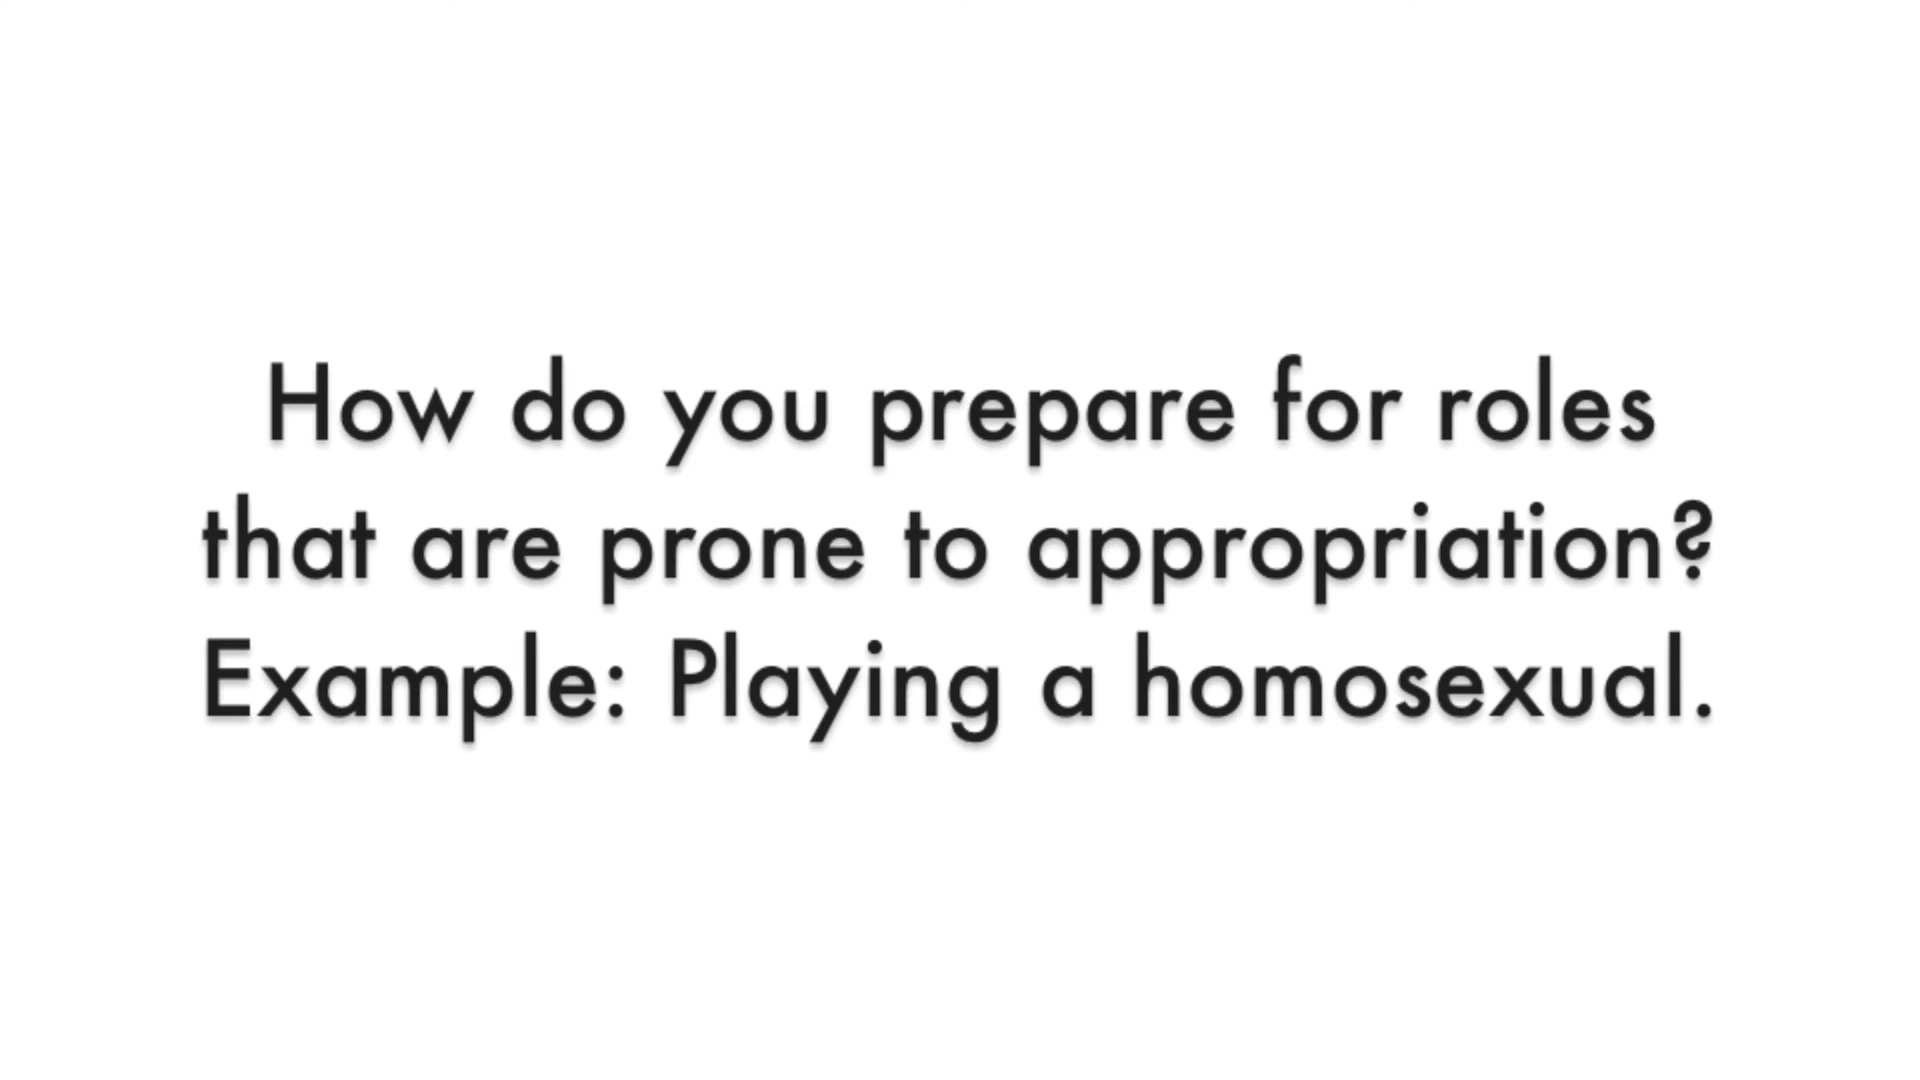 How do you prepare for roles
that are prone to appropriation?
Example: Playing a homosexual.